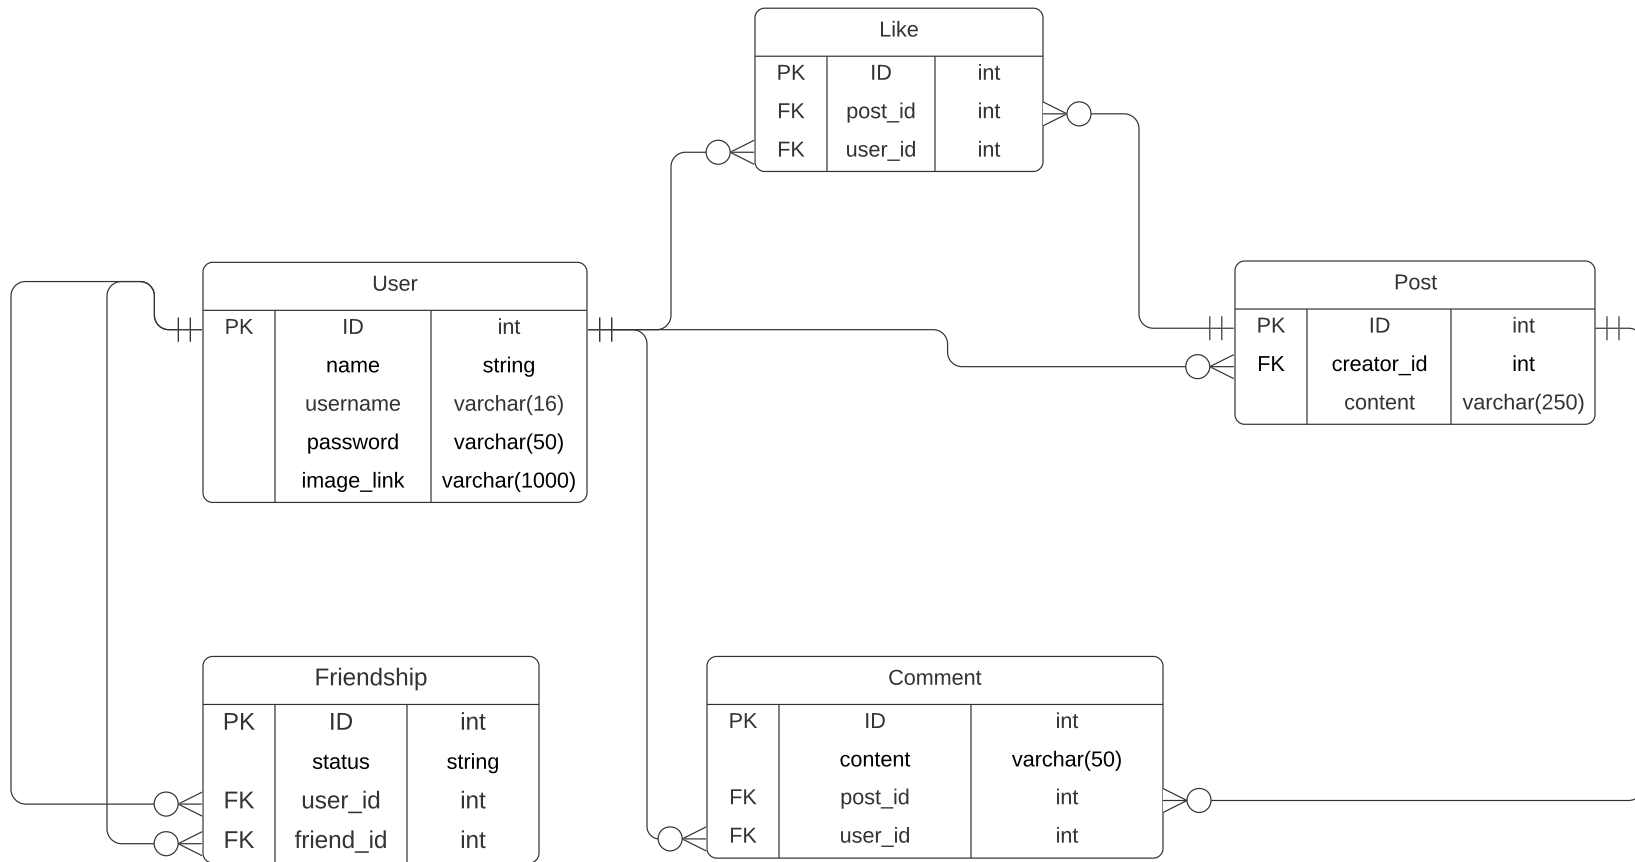 Like
PK ID int
FK post_id int
FK user_id int
User
PK ID int
name string
username varchar(16)
password varchar(50)
image_link varchar(1000)
Post
PK ID int
FK creator_id int
content varchar(250)
Friendship
PK ID int
status string
FK user_id int
FK friend_id int
Comment
PK ID int
content varchar(50)
FK post_id int
FK user_id int